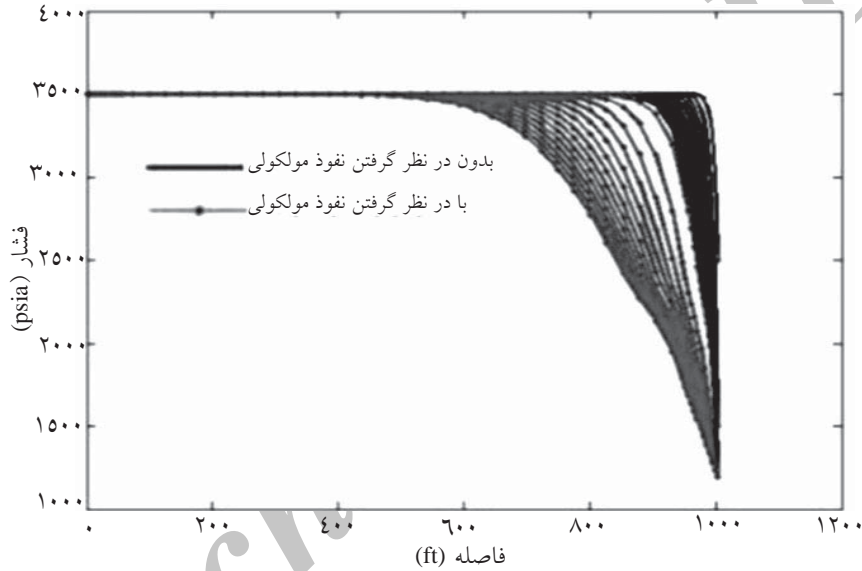 ۴۰۰۰
۳۵۰۰
۳۰۰۰
۲۵۰۰
۲۰۰۰
۱۵۰۰
۱۰۰۰
فشار (psia)
بدون در نظر گرفتن نفوذ مولکولی
با در نظر گرفتن نفوذ مولکولی
۰ ۲۰۰ ۴۰۰ ۶۰۰ ۸۰۰ ۱۰۰۰ ۱۲۰۰
فاصله (ft)